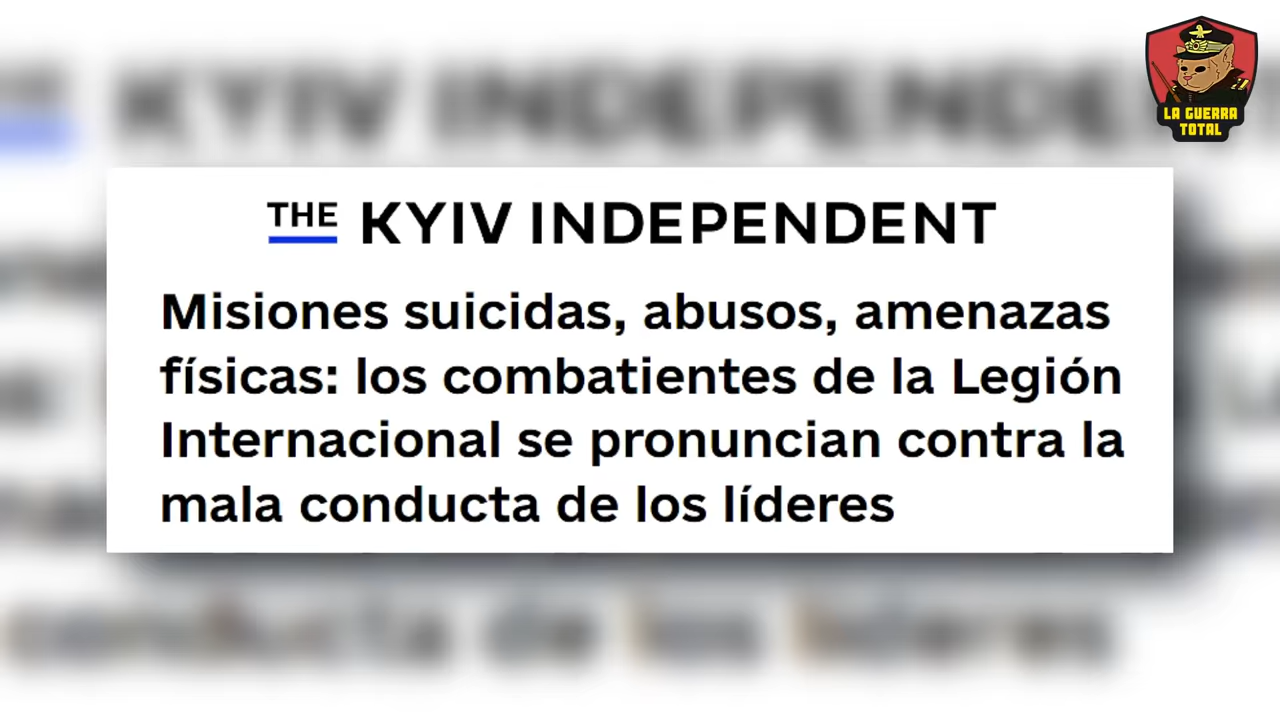 LA GUERRA
TOTAL
THE KYIV INDEPENDENT
Misiones suicidas, abusos, amenazas
físicas: los combatientes de la Legión
Internacional se pronuncian contra la
mala conducta de los líderes